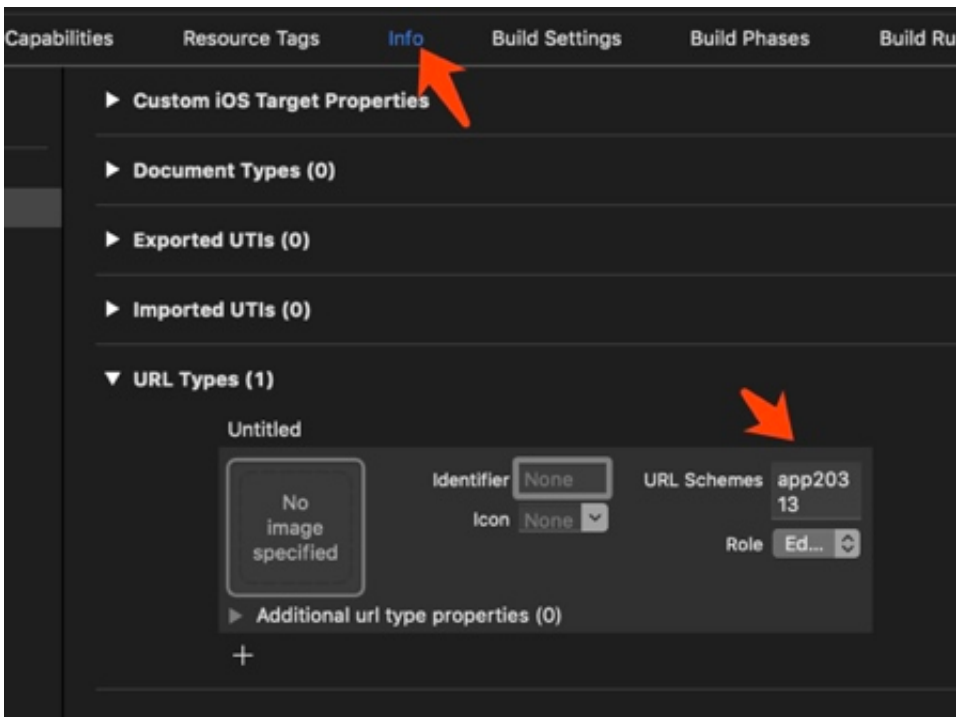 Capabilities Resource Tags Info Build Settings Build Phases Build Ru
Custom iOS Target Properties
Document Types (0)
Exported UTIs (0)
Imported UTIs (0)
URL Types (1)
Untitled
No
image
specified
Identifier None
Icon None
URL Schemes app203
13
Role Ed...
Additional url type properties (0)